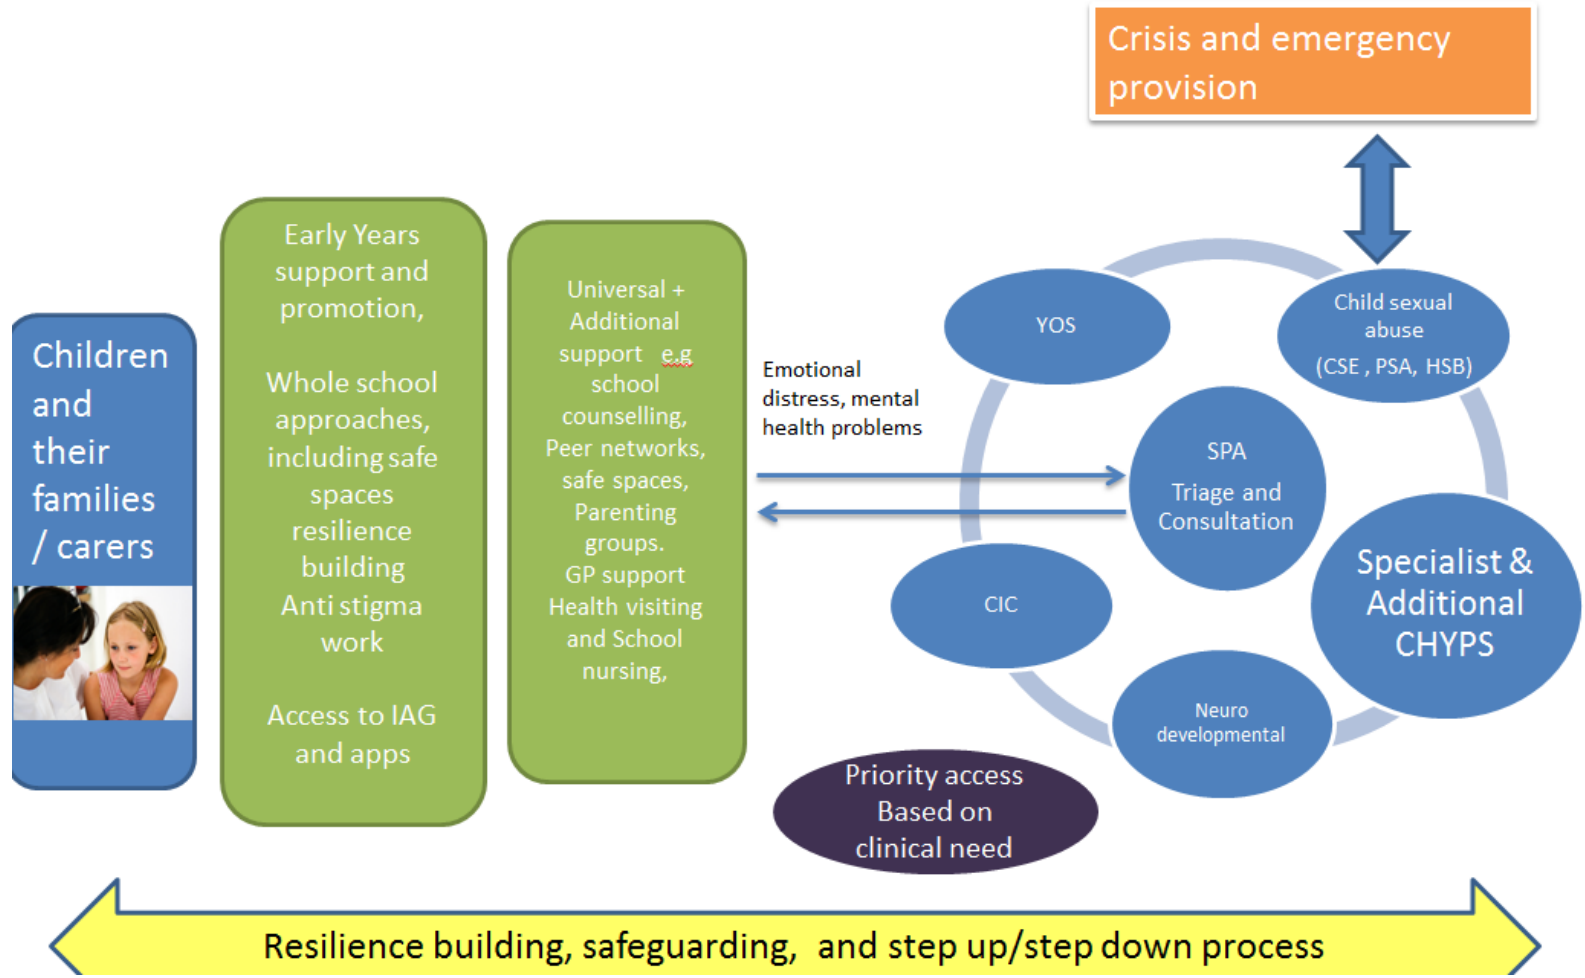 Crisis and emergency
provision
Children
and
their
families
/ carers
Early Years
support and
promotion,
Whole school
approaches,
including safe
spaces
resilience
building
Anti stigma
work
Access to IAG
and apps
Universal +
Additional
support e.g
school
counselling,
Peer networks,
safe spaces,
Parenting
groups.
GP support
Health visiting
and School
nursing,
Emotional
distress, mental
health problems
YOS
Child sexual
abuse
(CSE , PSA, HSB)
SPA
Triage and
Consultation
CIC
Specialist &
Additional
CHYPS
Neuro
developmental
Priority access
Based on
clinical need
Resilience building, safeguarding, and step up/step down process